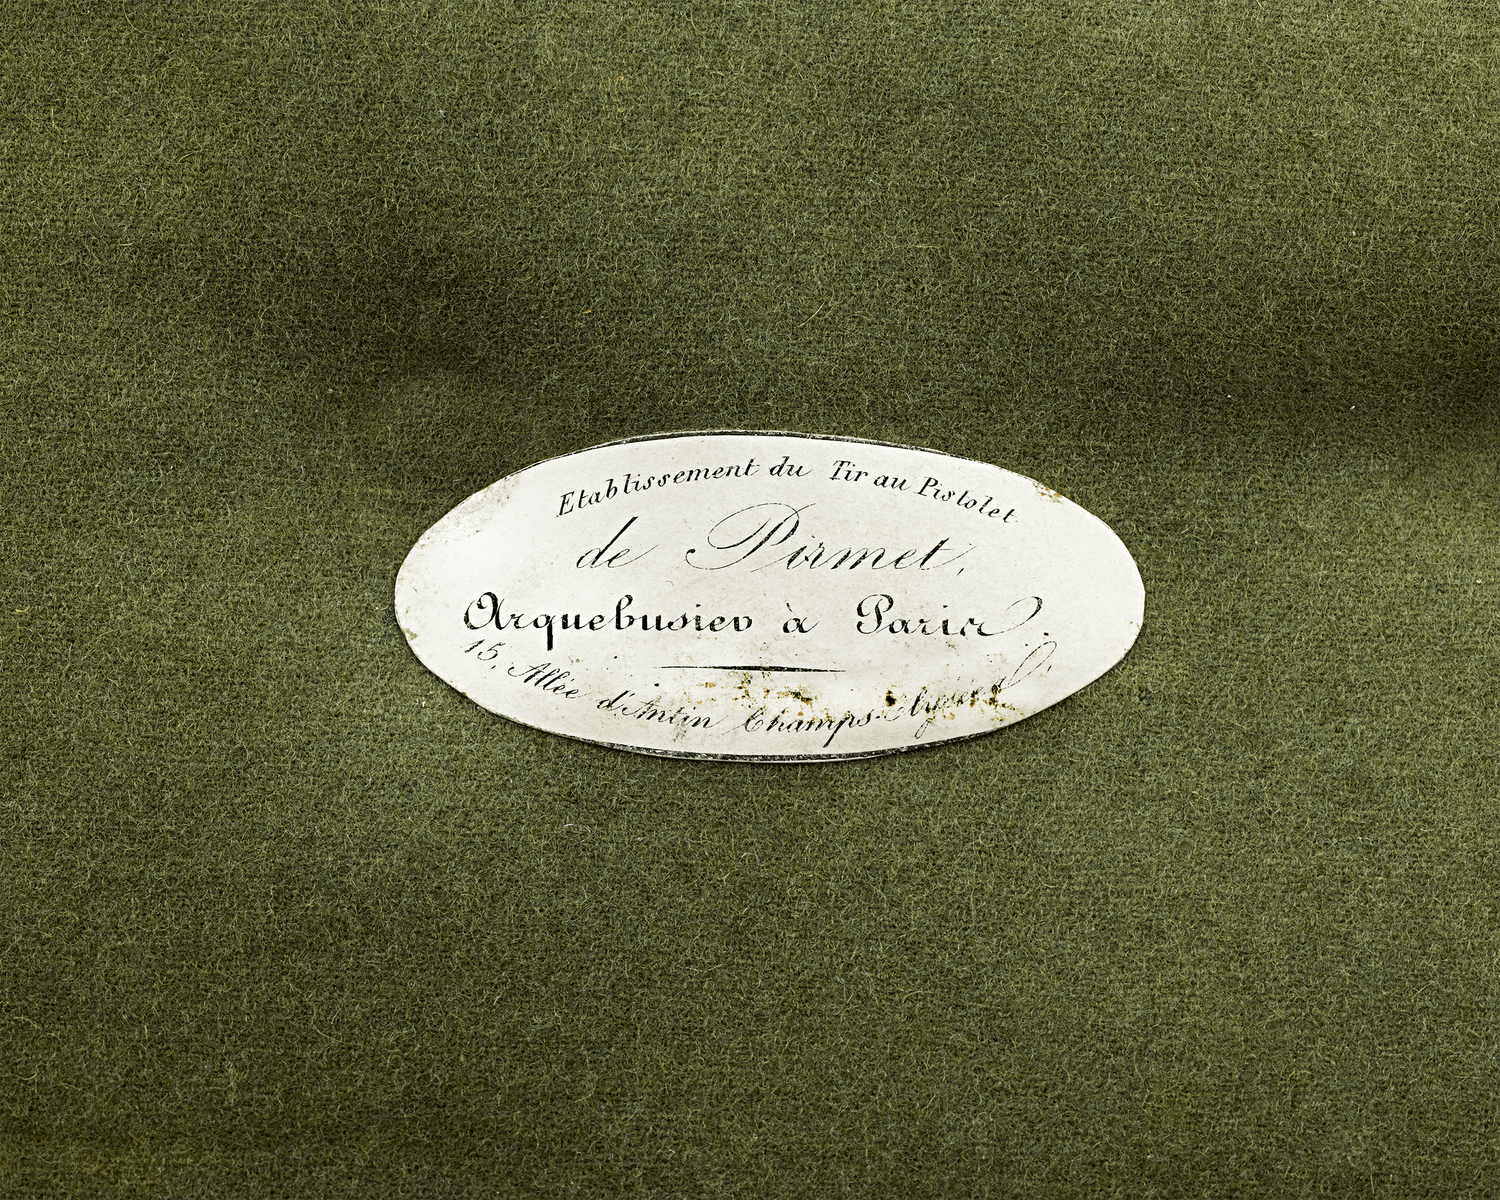 Etablissement du Tir au Pistolet
de Pirmet,
Arquebusier à Paris.
15, Allée d'Antin Champs-Elysées